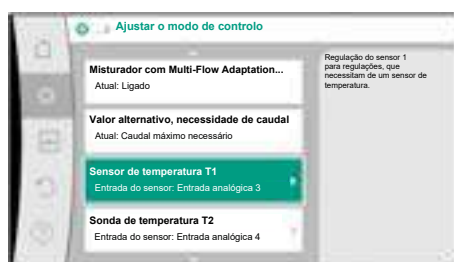 Ajustar o modo de controlo
Misturador com Multi-Flow Adaptation...
Atual: Ligado
Valor alternativo, necessidade de caudal
Atual: Caudal máximo necessário
Sensor de temperatura T1
Entrada do sensor: Entrada analógica 3
Sonda de temperatura T2
Entrada do sensor: Entrada analógica 4
Regulação do sensor 1
para regulações, que
necessitam de um sensor de
temperatura.